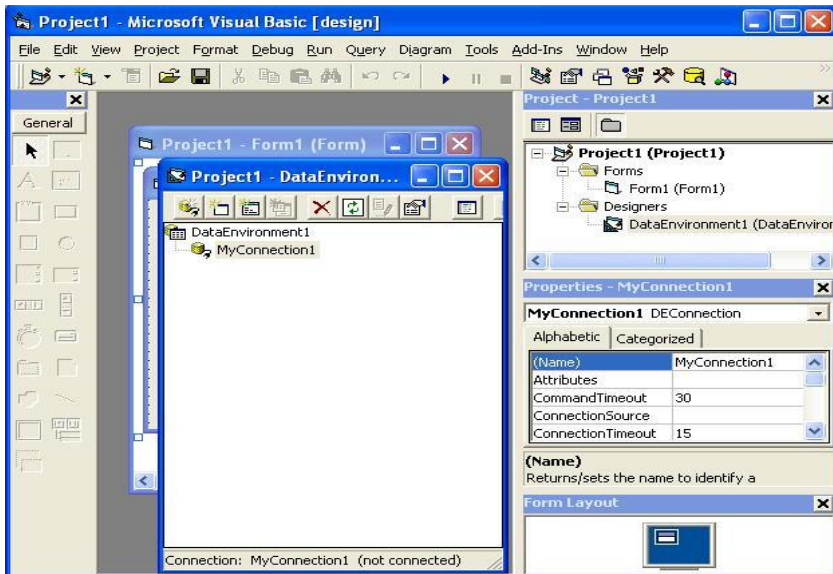 Project1 - Microsoft Visual Basic [design]
File Edit View Project Format Debug Run Query Diagram Tools Add-Ins Window Help
General
Project1 - Form1 (Form)
Project1 - DataEnviron...
DataEnvironment1
MyConnection1
Connection: MyConnection1 (not connected)
Project - Project1
Project1 (Project1)
Forms
Form1 (Form1)
Designers
DataEnvironment1 (DataEnviror
Properties - MyConnection1
MyConnection1 DEConnection
Alphabetic Categorized
(Name) MyConnection1
Attributes
CommandTimeout 30
ConnectionSource
ConnectionTimeout 15
(Name)
Returns/sets the name to identify a
Form Layout